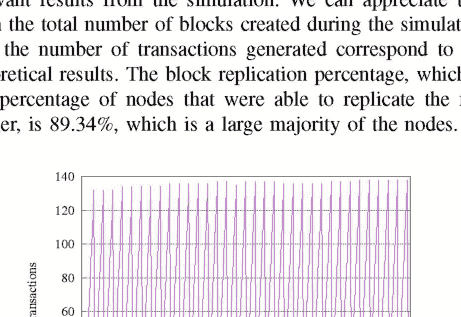 vant results from the simulation. We can appreciate t
n the total number of blocks created during the simulat
the number of transactions generated correspond to
retical results. The block replication percentage, whic
percentage of nodes that were able to replicate the
er, is 89.34%, which is a large majority of the nodes.
140
120
100
80
60
ransactions